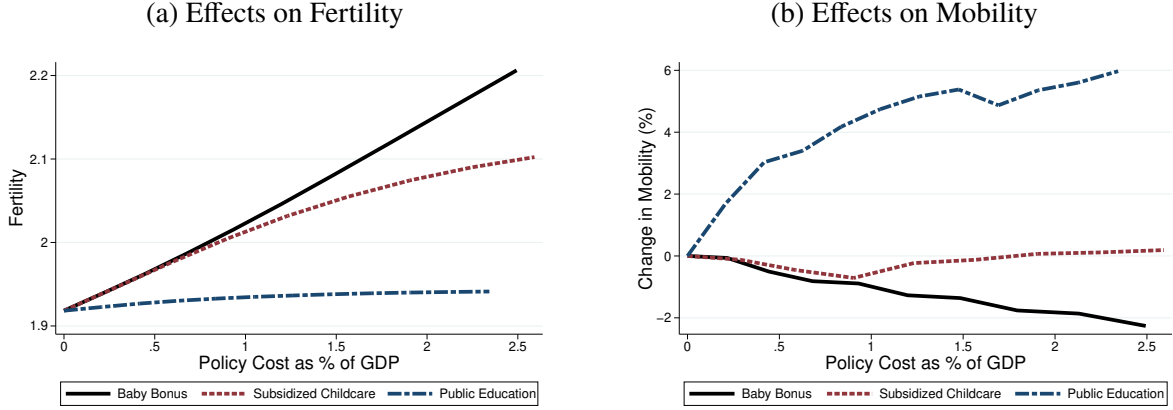 (a) Effects on Fertility
2.2
2.1
2
1.9
Fertility
0 .5 1 1.5 2 2.5
Policy Cost as % of GDP
Baby Bonus Subsidized Childcare Public Education
(b) Effects on Mobility
6
4
2
0
−2
Change in Mobility (%)
0 .5 1 1.5 2 2.5
Policy Cost as % of GDP
Baby Bonus Subsidized Childcare Public Education